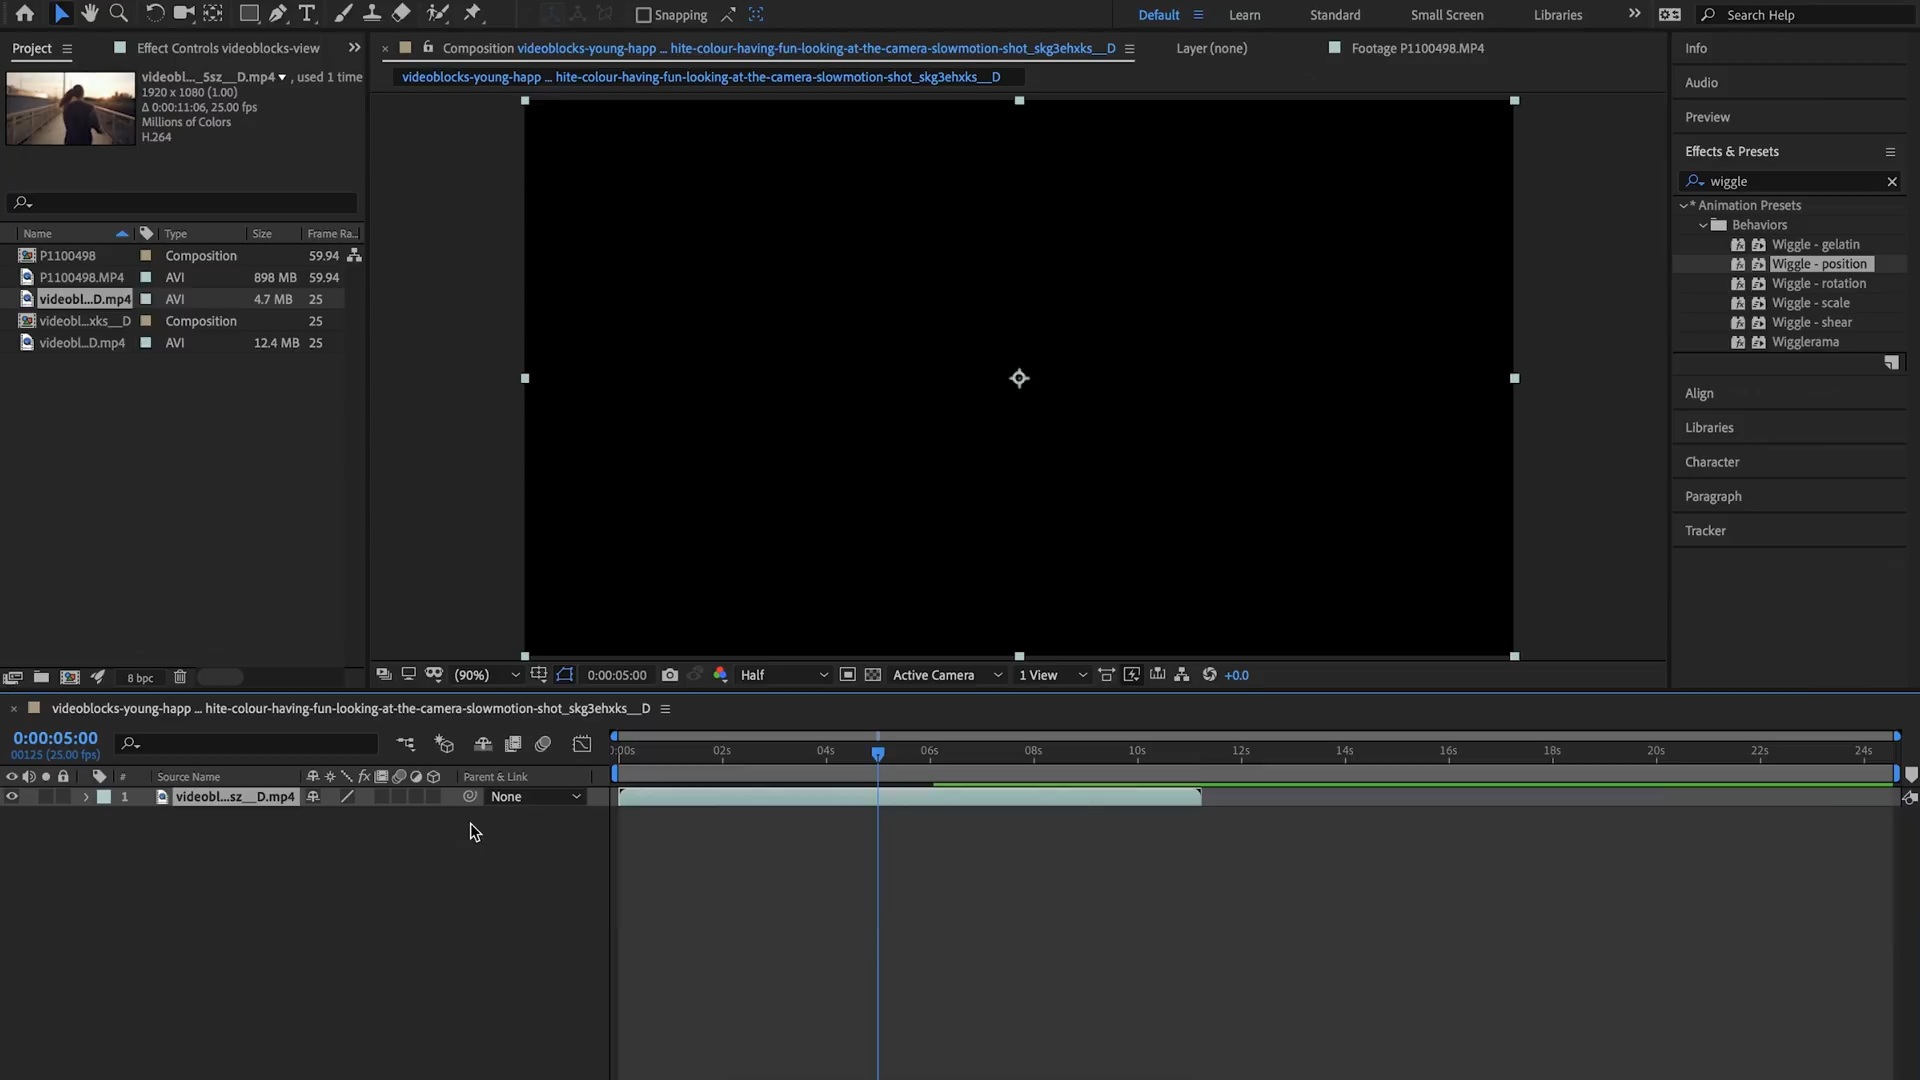 Snapping
Default
Learn
Standard
Small Screen
Libraries
Search Help
Project
Effect Controls videoblocks-view
Composition videoblocks-young-happ ... hite-colour-having-fun-looking-at-the-camera-slowmotion-shot_skg3ehxks__D
Layer (none)
Footage P1100498.MP4
Info
videobl..._5sz__D.mp4 , used 1 time
1920 x 1080 (1.00)
Δ 0:00:11:06, 25.00 fps
Millions of Colors
H.264
videoblocks-young-happ ... hite-colour-having-fun-looking-at-the-camera-slowmotion-shot_skg3ehxks__D
Audio
Preview
Effects & Presets
wiggle
* Animation Presets
Behaviors
Wiggle - gelatin
Wiggle - position
Wiggle - rotation
Wiggle - scale
Wiggle - shear
Wigglerama
Name Type Size Frame Ra...
P1100498 Composition 59.94
P1100498.MP4 AVI 898 MB 59.94
videobl...D.mp4 AVI 4.7 MB 25
videobl...xks__D Composition 25
videobl...D.mp4 AVI 12.4 MB 25
Align
Libraries
Character
Paragraph
Tracker
8 bpc
(90%) 0:00:05:00 Half Active Camera 1 View +0.0
videoblocks-young-happ ... hite-colour-having-fun-looking-at-the-camera-slowmotion-shot_skg3ehxks__D
0:00:05:00
00125 (25.00 fps)
):00s 02s 04s 06s 08s 10s 12s 14s 16s 18s 20s 22s 24s
# Source Name fx Parent & Link
1 videobl...sz__D.mp4 None